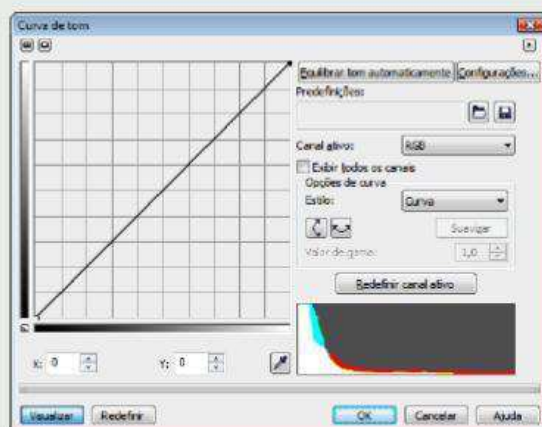 Curva de tom
Equilibrar tom automaticamente Configurações...
Predefinições:
Canal ativo: RGB
Exibir todos os canais
Opções de curva
Estilo: Curva
Suavizar
Valor de gama: 1,0
Redefinir canal ativo
X: 0 Y: 0
Visualizar Redefinir OK Cancelar Ajuda